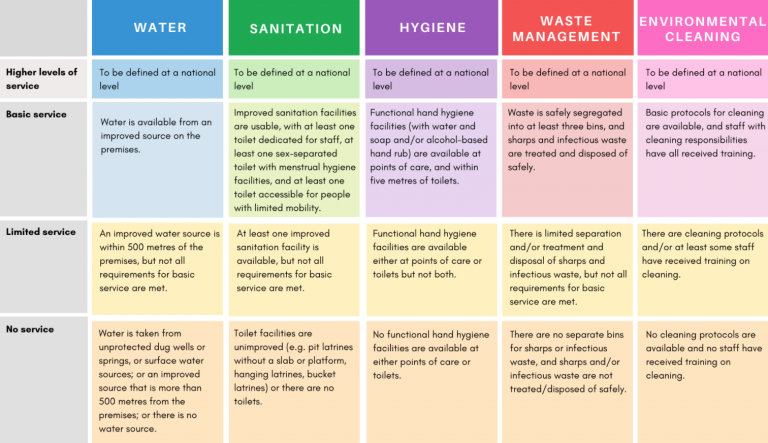 WATER
SANITATION
HYGIENE
WASTE
MANAGEMENT
ENVIRONMENTAL
CLEANING
Higher levels of
service
To be defined at a national
level
To be defined at a national
level
To be defined at a national
level
To be defined at a national
level
To be defined at a national
level
Basic service
Water is available from an
improved source on the
premises.
Improved sanitation facilities
are usable, with at least one
toilet dedicated for staff, at
least one sex-separated
toilet with menstrual hygiene
facilities, and at least one
toilet accessible for people
with limited mobility.
Functional hand hygiene
facilities (with water and
soap and/or alcohol-based
hand rub) are available at
points of care, and within
five metres of toilets.
Waste is safely segregated
into at least three bins, and
sharps and infectious waste
are treated and disposed of
safely.
Basic protocols for cleaning
are available, and staff with
cleaning responsibilities
have all received training.
Limited service
An improved water source is
within 500 metres of the
premises, but not all
requirements for basic
service are met.
At least one improved
sanitation facility is
available, but not all
requirements for basic
service are met.
Functional hand hygiene
facilities are available
either at points of care or
toilets but not both.
There is limited separation
and/or treatment and
disposal of sharps and
infectious waste, but not all
requirements for basic
service are met.
There are cleaning protocols
and/or at least some staff
have received training on
cleaning.
No service
Water is taken from
unprotected dug wells or
springs, or surface water
sources; or an improved
source that is more than
500 metres from the
premises; or there is no
water source.
Toilet facilities are
unimproved (e.g. pit latrines
without a slab or platform,
hanging latrines, bucket
latrines) or there are no
toilets.
No functional hand hygiene
facilities are available at
either points of care or
toilets.
There are no separate bins
for sharps or infectious
waste, and sharps and/or
infectious waste are not
treated/disposed of safely.
No cleaning protocols are
available and no staff have
received training on
cleaning.